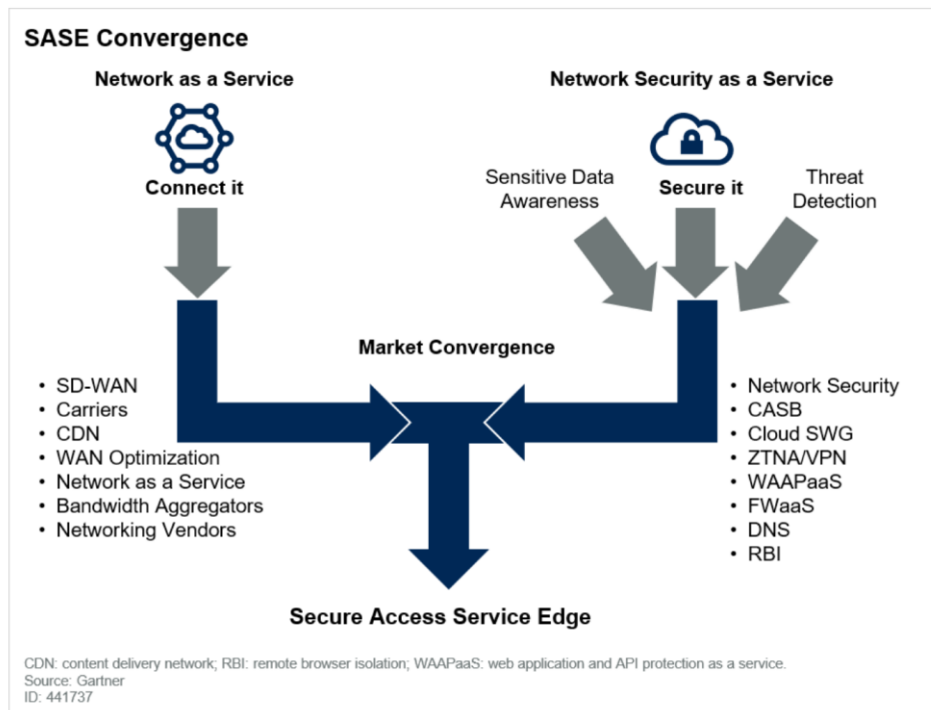 SASE Convergence
Network as a Service
Network Security as a Service
Connect it
Sensitive Data
Awareness
Secure it
Threat
Detection
Market Convergence
• SD-WAN
• Carriers
• CDN
• WAN Optimization
• Network as a Service
• Bandwidth Aggregators
• Networking Vendors
• Network Security
• CASB
• Cloud SWG
• ZTNA/VPN
• WAAPaaS
• FWaaS
• DNS
• RBI
Secure Access Service Edge
CDN: content delivery network; RBI: remote browser isolation; WAAPaaS: web application and API protection as a service.
Source: Gartner
ID: 441737